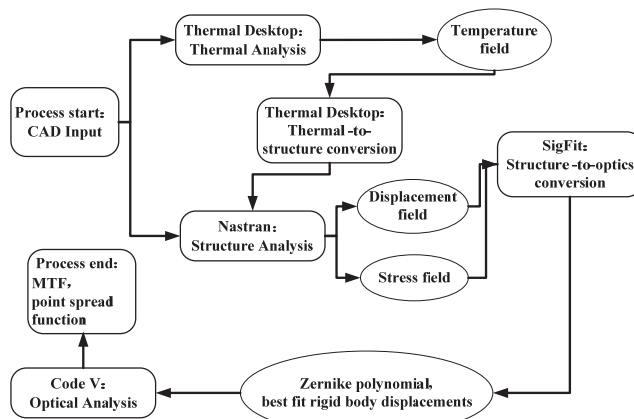 Thermal Desktop:
Thermal Analysis
Temperature
field
Process start:
CAD Input
Thermal Desktop:
Thermal -to-
structure conversion
SigFit:
Structure -to-optics
conversion
Displacement
field
Nastran:
Structure Analysis
Stress field
Process end:
MTF,
point spread
function
Code V:
Optical Analysis
Zernike polynomial,
best fit rigid body displacements